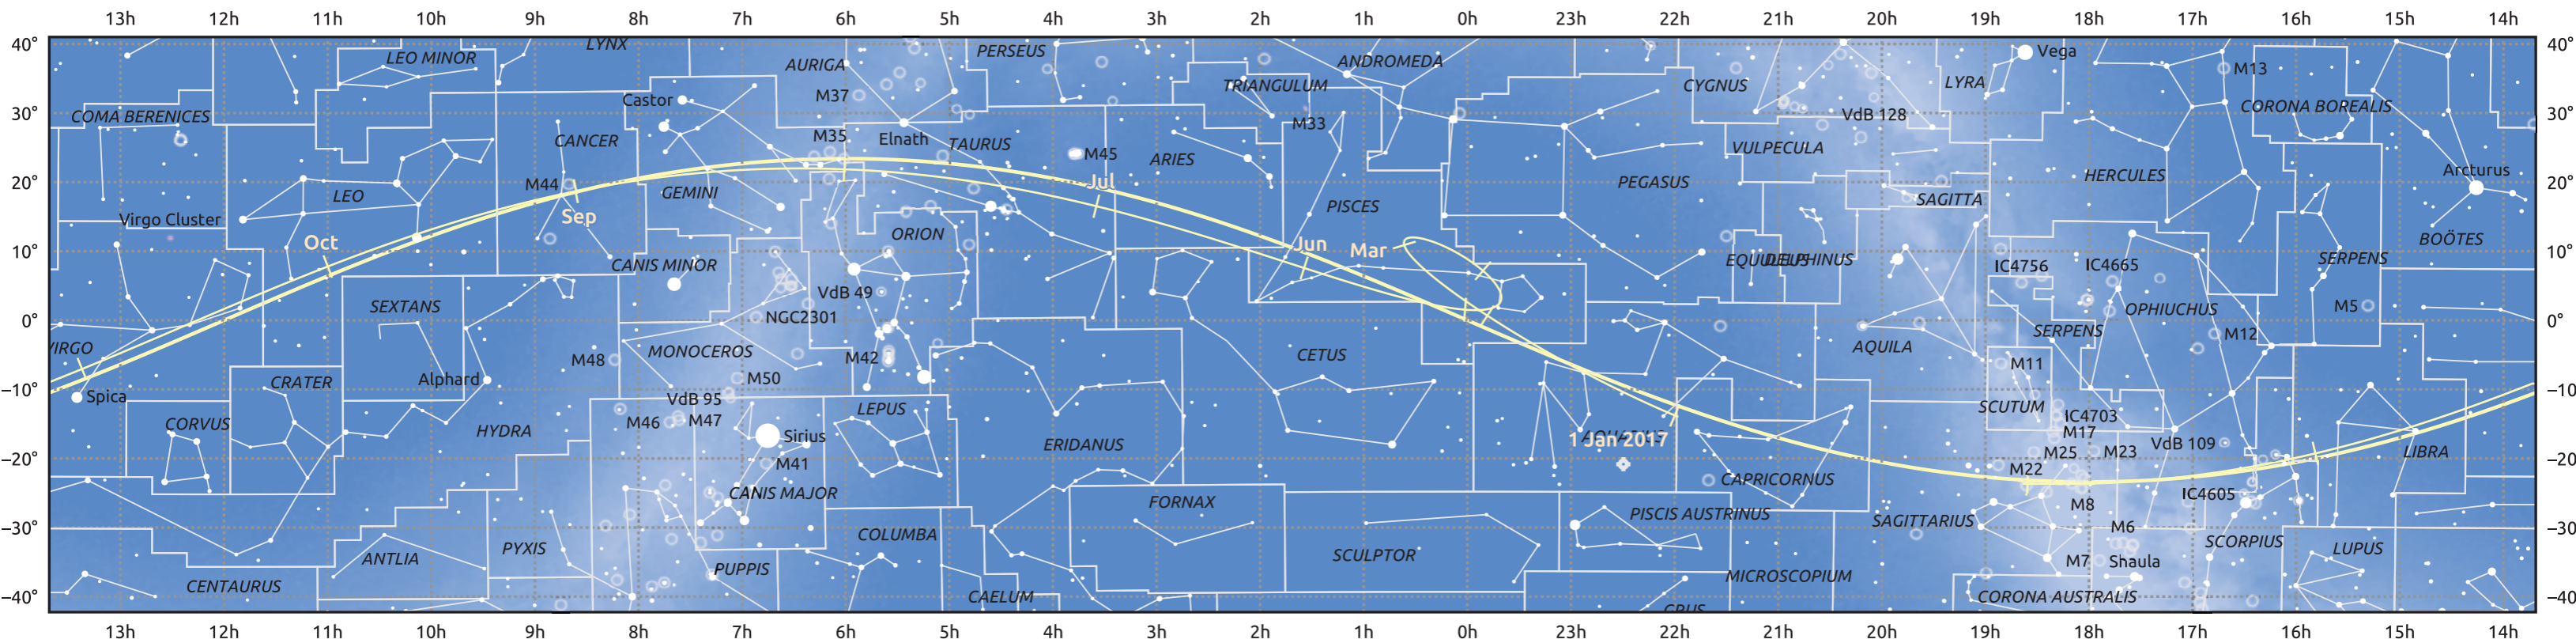 13h 12h 11h 10h 9h 8h 7h 6h 5h 4h 3h 2h 1h 0h 23h 22h 21h 20h 19h 18h 17h 16h 15h 14h
40° LYNX 40°
LEO MINOR PERSEUS ANDROMEDA Vega
AURIGA TRIANGULUM CYGNUS LYRA M13
Castor M37
30° COMA BERENICES M33 VdB 128 CORONA BOREALIS 30°
CANCER M35 Elnath TAURUS M45 ARIES VULPECULA
20° LEO M44 GEMINI Jul PEGASUS HERCULES Arcturus 20°
Virgo Cluster Sep PISCES SAGITTA
10° Oct ORION Jun Mar BOÖTES 10°
CANIS MINOR EQUULEUS DELPHINUS IC4756 IC4665 SERPENS
SEXTANS VdB 49 OPHIUCHUS M5
0° NGC2301 SERPENS M12 0°
VIRGO M48 MONOCEROS M42 CETUS AQUILA M11
−10° Spica CRATER Alphard M50 −10
CORVUS VdB 95 LEPUS SCUTUM IC4703
HYDRA M46 M47 Sirius ERIDANUS AQUARIUS 1 Jan 2017 M17 VdB 109
−20° M41 M25 M23 M22 LIBRA −20
CANIS MAJOR FORNAX CAPRICORNUS M8 IC4605
−30° COLUMBA PISCIS AUSTRINUS SAGITTARIUS M6 −30
ANTLIA PYXIS SCULPTOR SCORPIUS LUPUS
PUPPIS MICROSCOPIUM M7 Shaula
−40° CENTAURUS CAELUM GRUS CORONA AUSTRALIS −40
13h 12h 11h 10h 9h 8h 7h 6h 5h 4h 3h 2h 1h 0h 23h 22h 21h 20h 19h 18h 17h 16h 15h 14h